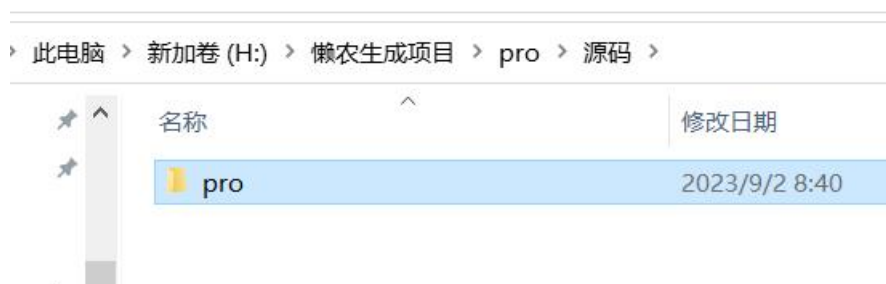 此电脑 > 新加卷 (H:) > 懒农生成项目 > pro > 源码 >
名称 修改日期
pro 2023/9/2 8:40